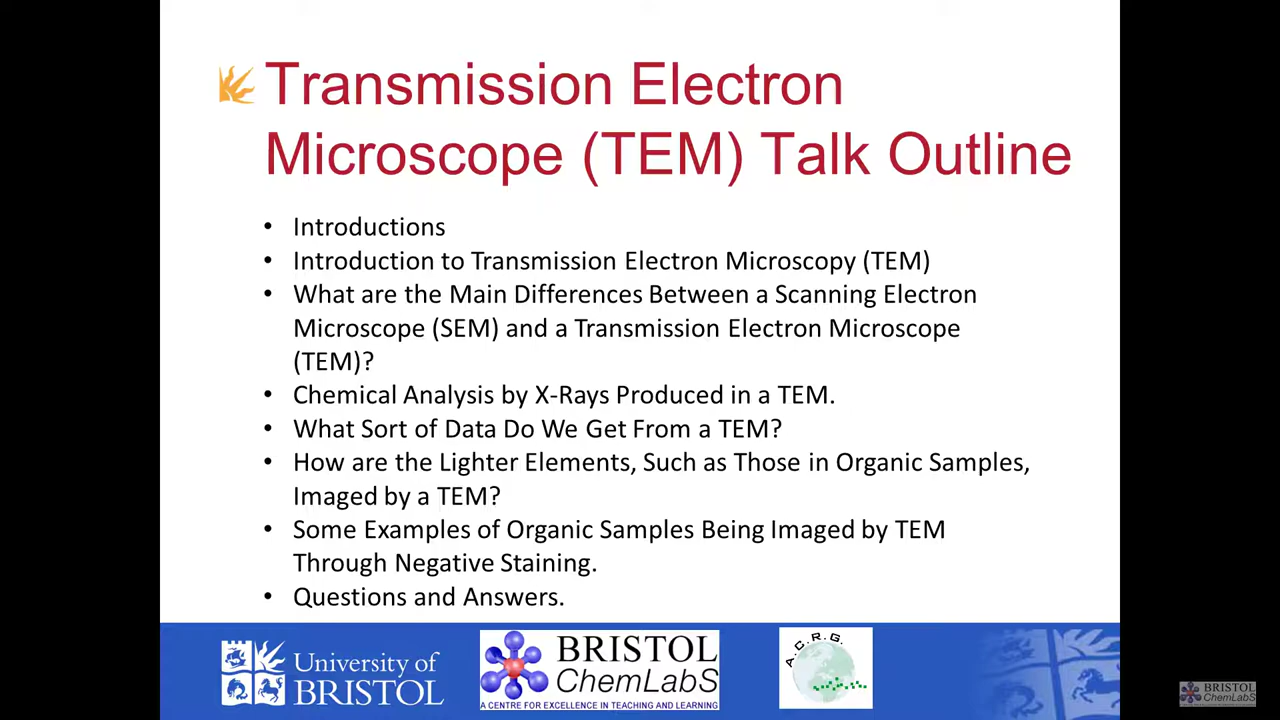 Transmission Electron
Microscope (TEM) Talk Outline
• Introductions
• Introduction to Transmission Electron Microscopy (TEM)
• What are the Main Differences Between a Scanning Electron
Microscope (SEM) and a Transmission Electron Microscope
(TEM)?
• Chemical Analysis by X-Rays Produced in a TEM.
• What Sort of Data Do We Get From a TEM?
• How are the Lighter Elements, Such as Those in Organic Samples,
Imaged by a TEM?
• Some Examples of Organic Samples Being Imaged by TEM
Through Negative Staining.
• Questions and Answers.
University of
BRISTOL
BRISTOL
ChemLabS
A CENTRE FOR EXCELLENCE IN TEACHING AND LEARNING
A.C.R.G.
BRISTOL
ChemLabS